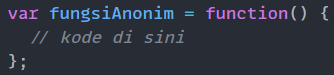 var fungsiAnonim = function() {
  // kode di sini
};